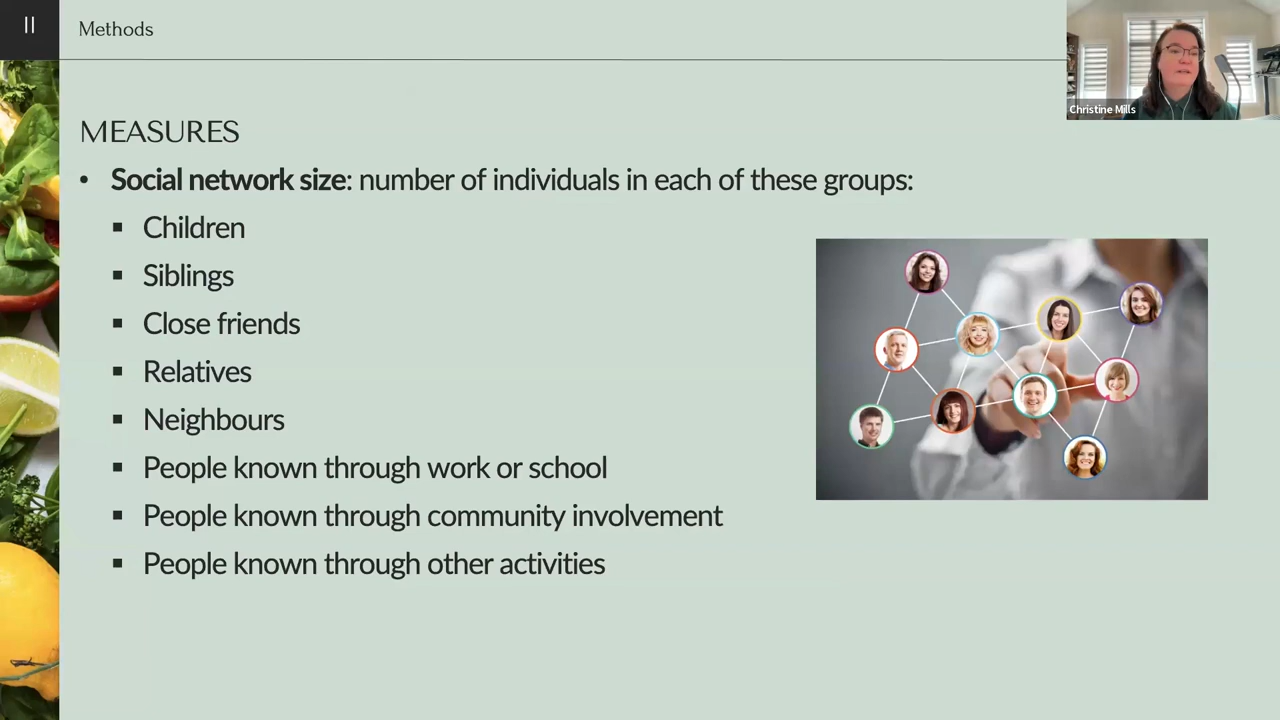 II
Methods
Christine Mills
MEASURES
• Social network size: number of individuals in each of these groups:
▪ Children
▪ Siblings
▪ Close friends
▪ Relatives
▪ Neighbours
▪ People known through work or school
▪ People known through community involvement
▪ People known through other activities